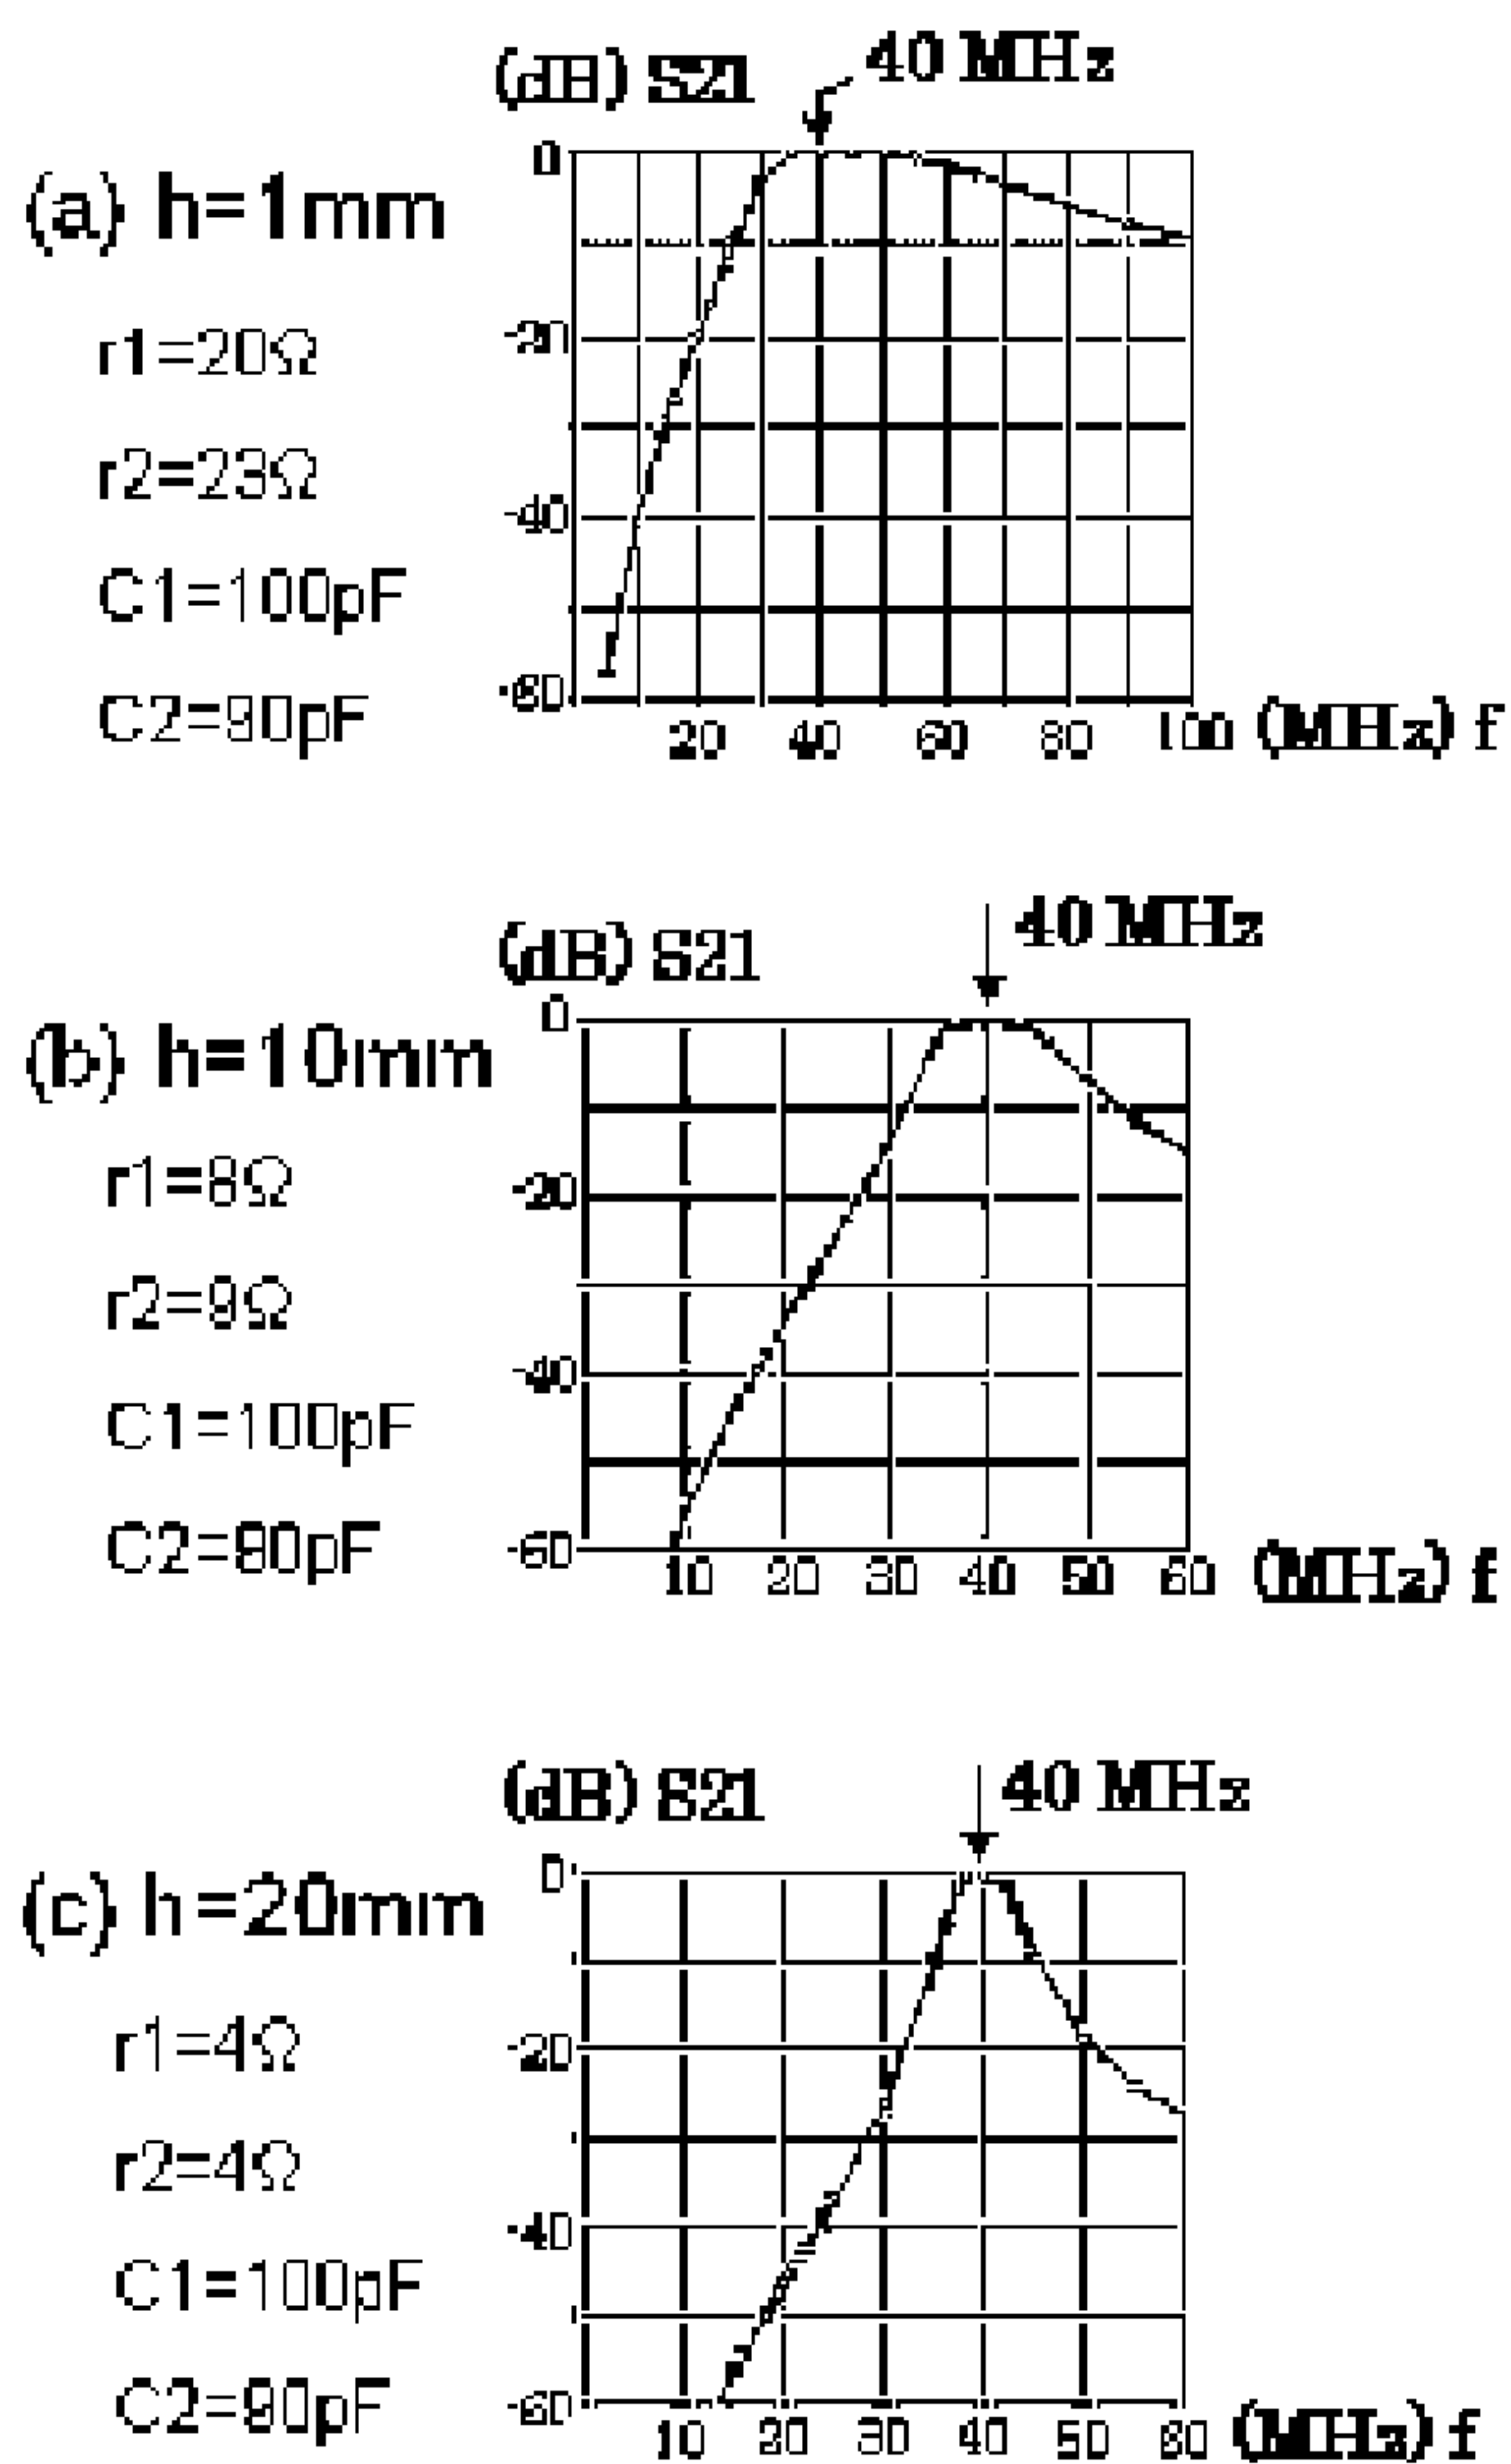 40 MHz
(dB) S21
0
(a) h=1mm
r1=20Ω
-20
r2=23Ω
-40
C1=100pF
-60
C2=90pF
20 40 60 80 100 (MHz) f
40 MHz
(dB) S21
0
(b) h=10mm
r1=8Ω
-20
r2=9Ω
-40
C1=100pF
C2=90pF
-60
10 20 30 40 50 60 (MHz) f
40 MHz
(dB) S21
0
(c) h=20mm
r1=4Ω
-20
r2=4Ω
-40
C1=100pF
C2=90pF
-60
10 20 30 40 50 60 (MHz) f